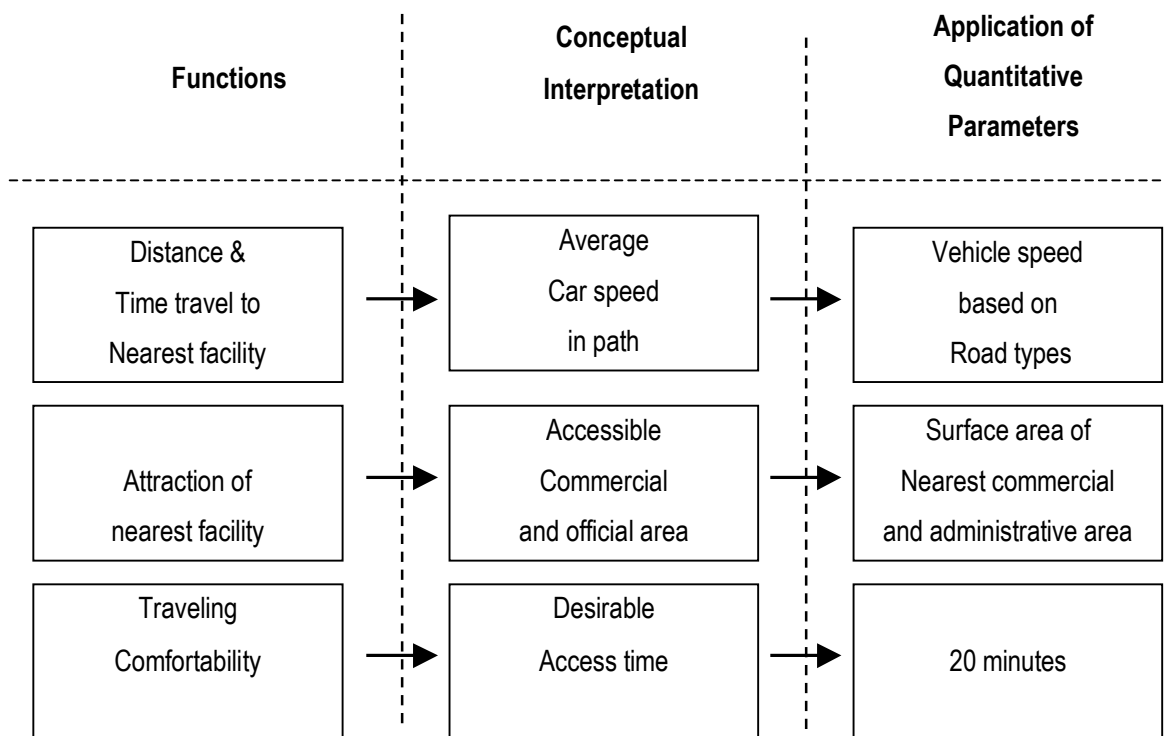 Functions
Conceptual
Interpretation
Application of
Quantitative
Parameters
Distance &
Time travel to
Nearest facility
Average
Car speed
in path
Vehicle speed
based on
Road types
Attraction of
nearest facility
Accessible
Commercial
and official area
Surface area of
Nearest commercial
and administrative area
Traveling
Comfortability
Desirable
Access time
20 minutes